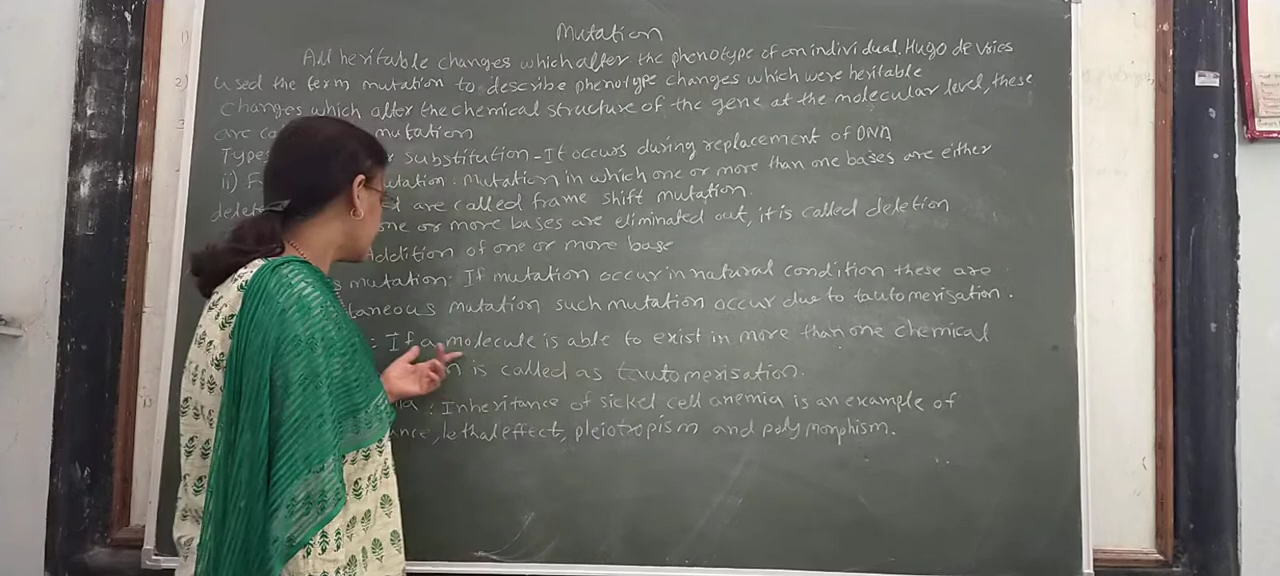 Mutation
All heritable changes which alter the phenotype of an individual. Hugo de Vries
used the term mutation to describe phenotype changes which were heritable
changes which alter the chemical structure of the gene at the molecular level, these
are mutation
substitution - It occurs during replacement of DNA
ii) Mutation in which one or more than one bases are either
are called frame shift mutation.
one or more bases are eliminated out, it is called deletion
Addition of one or more base
mutation: If mutation occur in natural condition these are
mutation such mutation occur due to tautomerisation.
: If a molecule is able to exist in more than one chemical
is called as tautomerisation.
: Inheritance of sickel cell anemia is an example of
, lethal effect, pleiotropism and polymorphism.
1)
2)